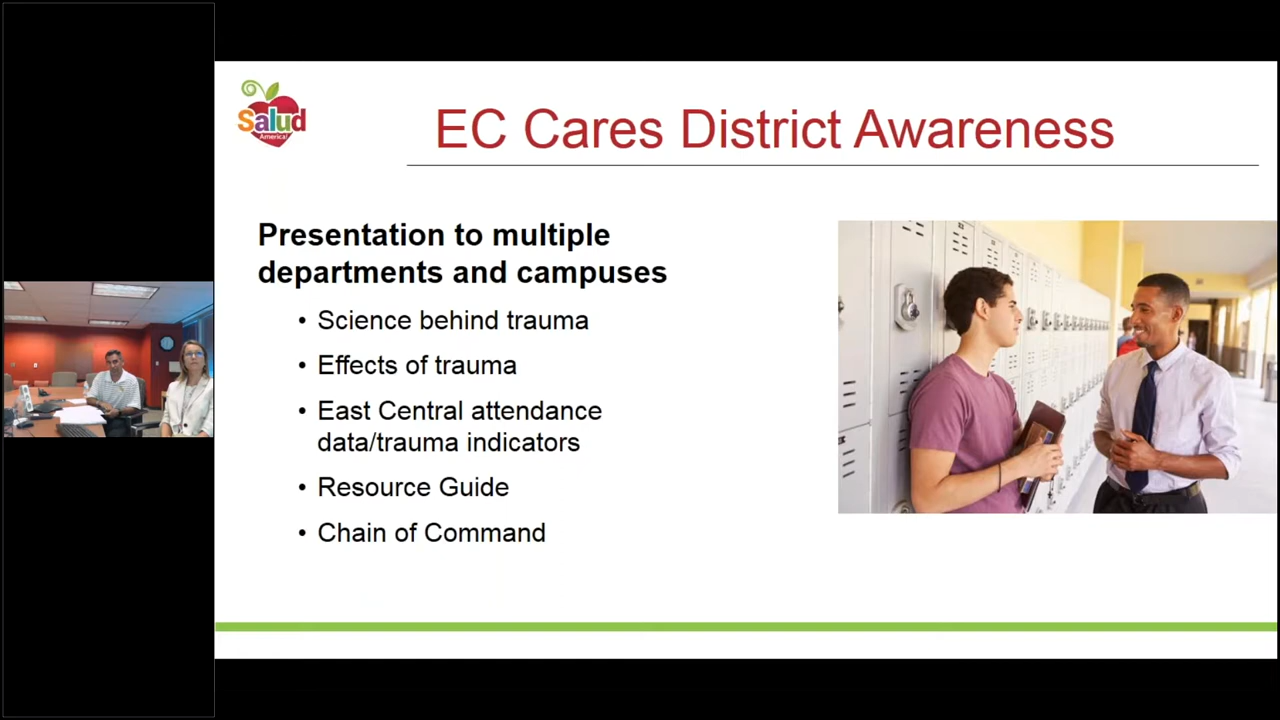 Salud
America!
EC Cares District Awareness
Presentation to multiple
departments and campuses
• Science behind trauma
• Effects of trauma
• East Central attendance
data/trauma indicators
• Resource Guide
• Chain of Command